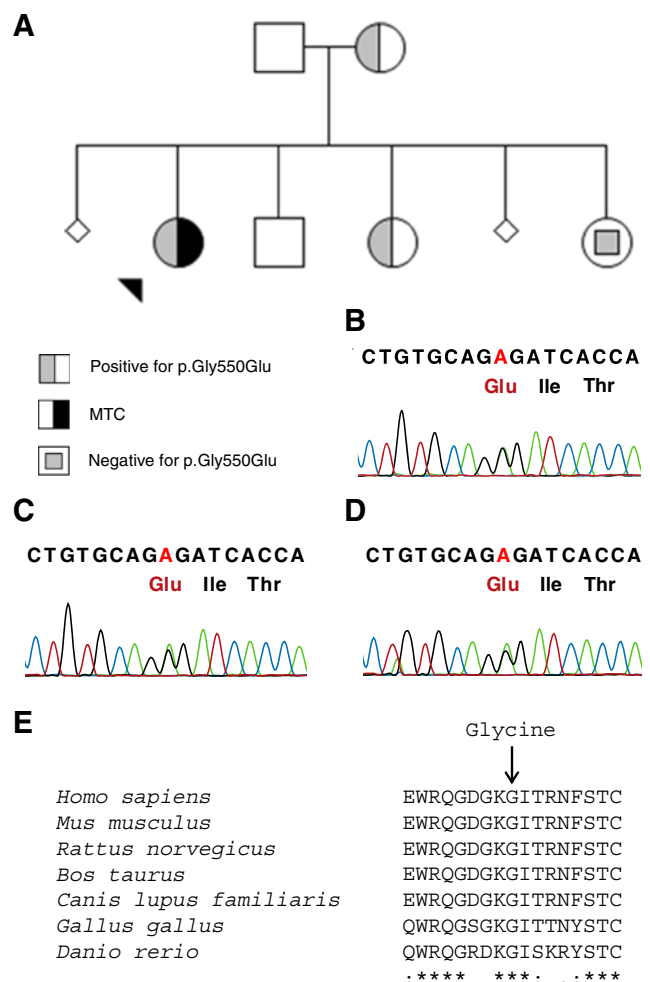 A
Positive for p.Gly550Glu
MTC
Negative for p.Gly550Glu
B
CTGTGCAGAGATCACCA
Glu Ile Thr
C
CTGTGCAGAGATCACCA
Glu Ile Thr
D
CTGTGCAGAGATCACCA
Glu Ile Thr
E
Glycine
Homo sapiens EWRQGDGKGITRNFSTC
Mus musculus EWRQGDGKGITRNFSTC
Rattus norvegicus EWRQGDGKGITRNFSTC
Bos taurus EWRQGDGKGITRNFSTC
Canis lupus familiaris EWRQGDGKGITRNFSTC
Gallus gallus QWRQGSGKGITTNYSTC
Danio rerio QWRQGRDKGISKRYSTC
:**** ***: .:***